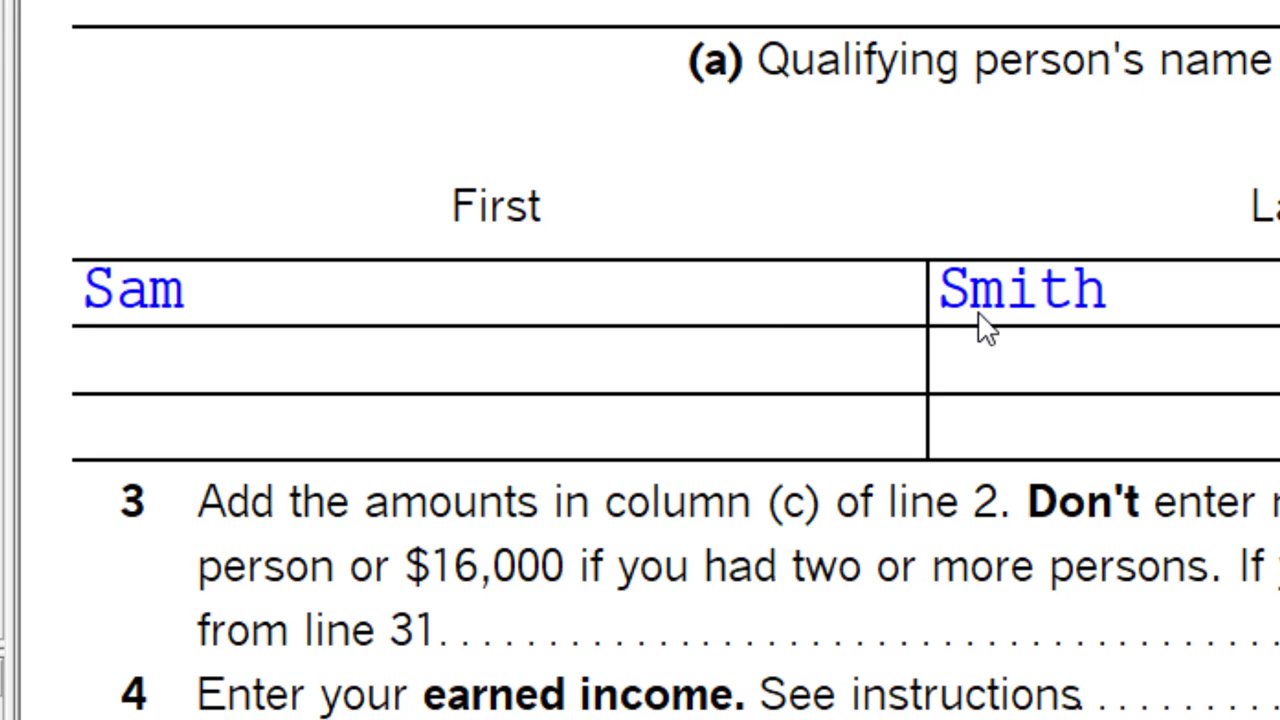 (a) Qualifying person's name
First
Sam Smith
3 Add the amounts in column (c) of line 2. Don't enter
person or $16,000 if you had two or more persons. If
from line 31. . . . . . . . . . . . . . . . . . . . . . . . . . . . . . . . . . . . .
4 Enter your earned income. See instructions . . . . . . . . .